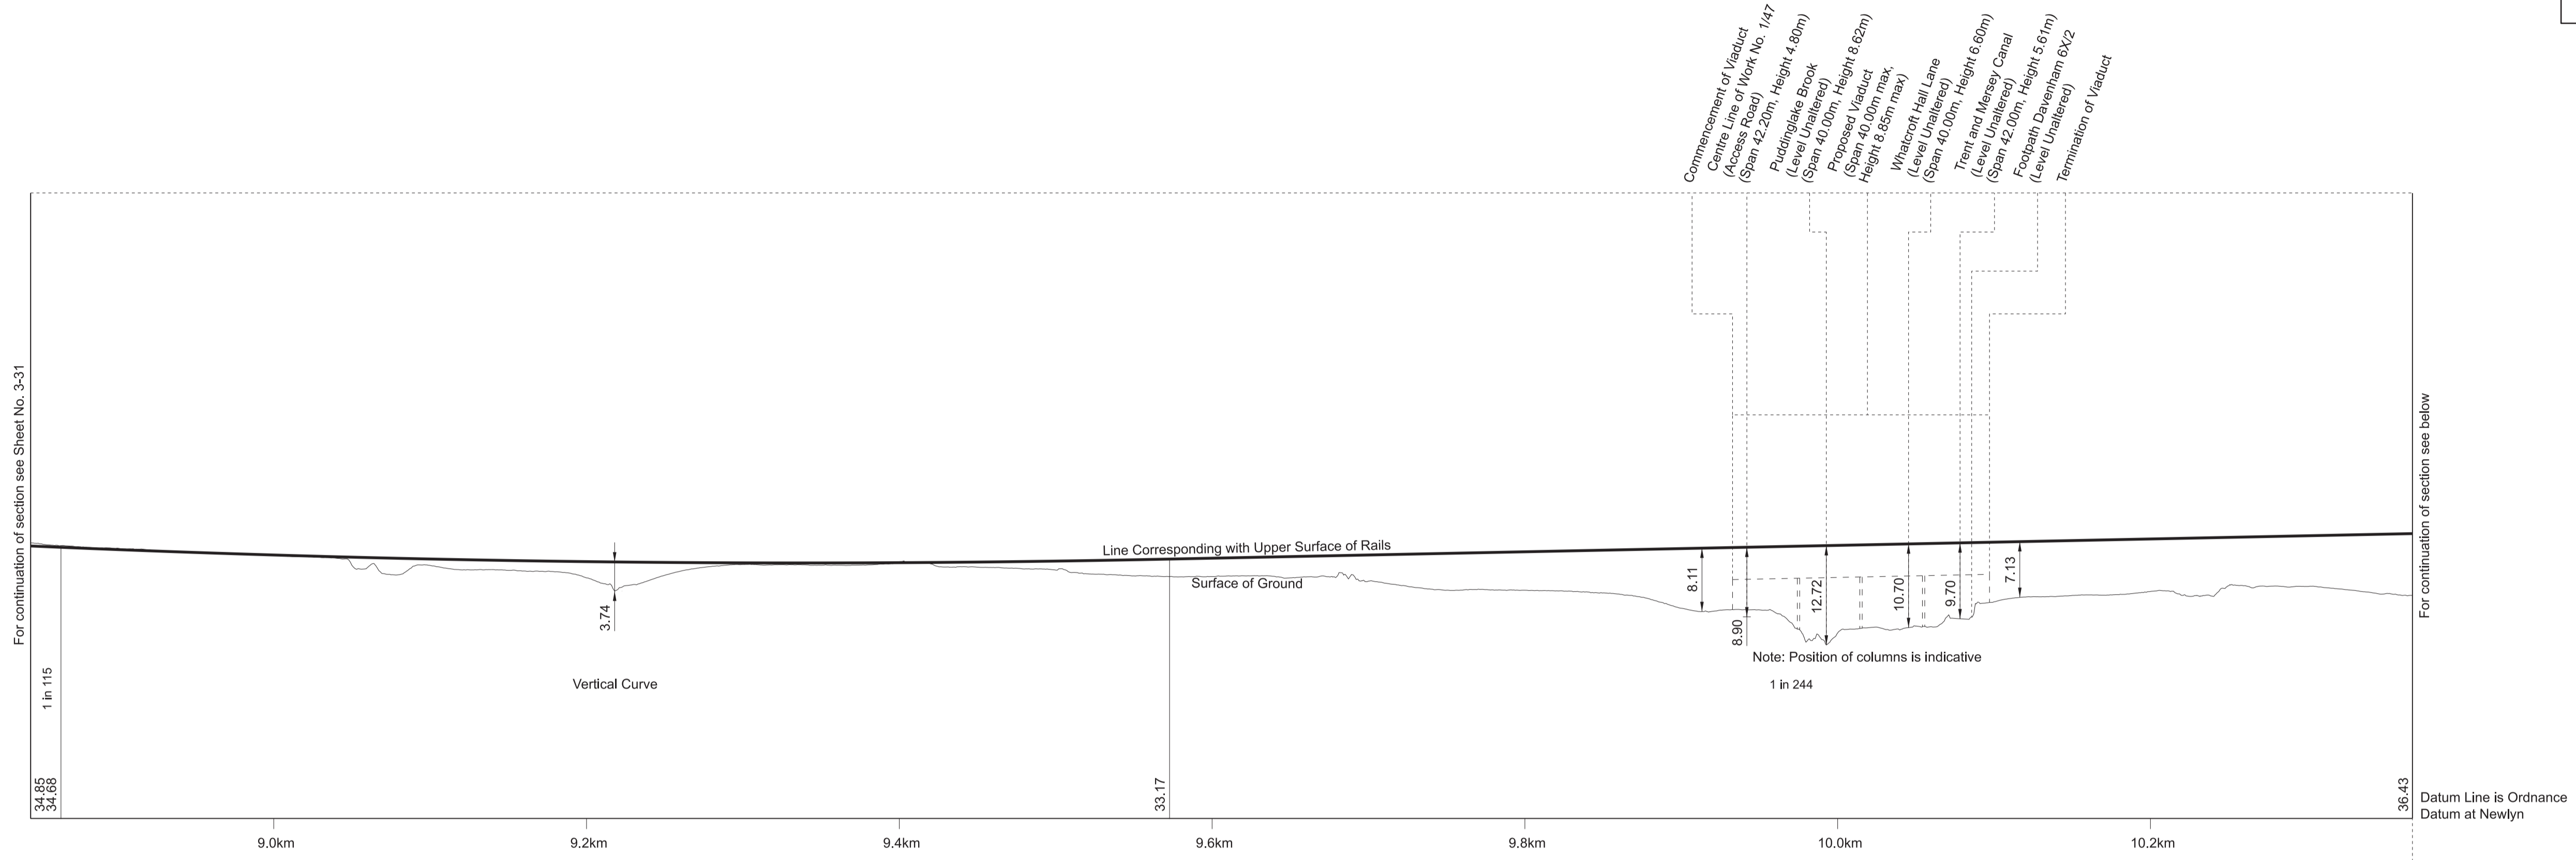 Commencement of Viaduct
Centre Line of Work No. 1/47
(Access Road)
(Span 42.20m, Height 4.80m)
Puddinglake Brook
(Level Unaltered)
(Span 40.00m, Height 8.62m)
Proposed Viaduct
(Span 40.00m max,
Height 8.85m max)
Whatcroft Hall Lane
(Level Unaltered)
(Span 40.00m, Height 6.60m)
Trent and Mersey Canal
(Level Unaltered)
(Span 42.00m, Height 5.61m)
Footpath Davenham 6X/2
(Level Unaltered)
Termination of Viaduct
For continuation of section see Sheet No. 3-31
For continuation of section see below
Line Corresponding with Upper Surface of Rails
Surface of Ground
3.74
8.11
8.90
12.72
10.70
9.70
7.13
Note: Position of columns is indicative
1 in 115
Vertical Curve
1 in 244
34.85
34.68
33.17
36.43
Datum Line is Ordnance
Datum at Newlyn
9.0km
9.2km
9.4km
9.6km
9.8km
10.0km
10.2km